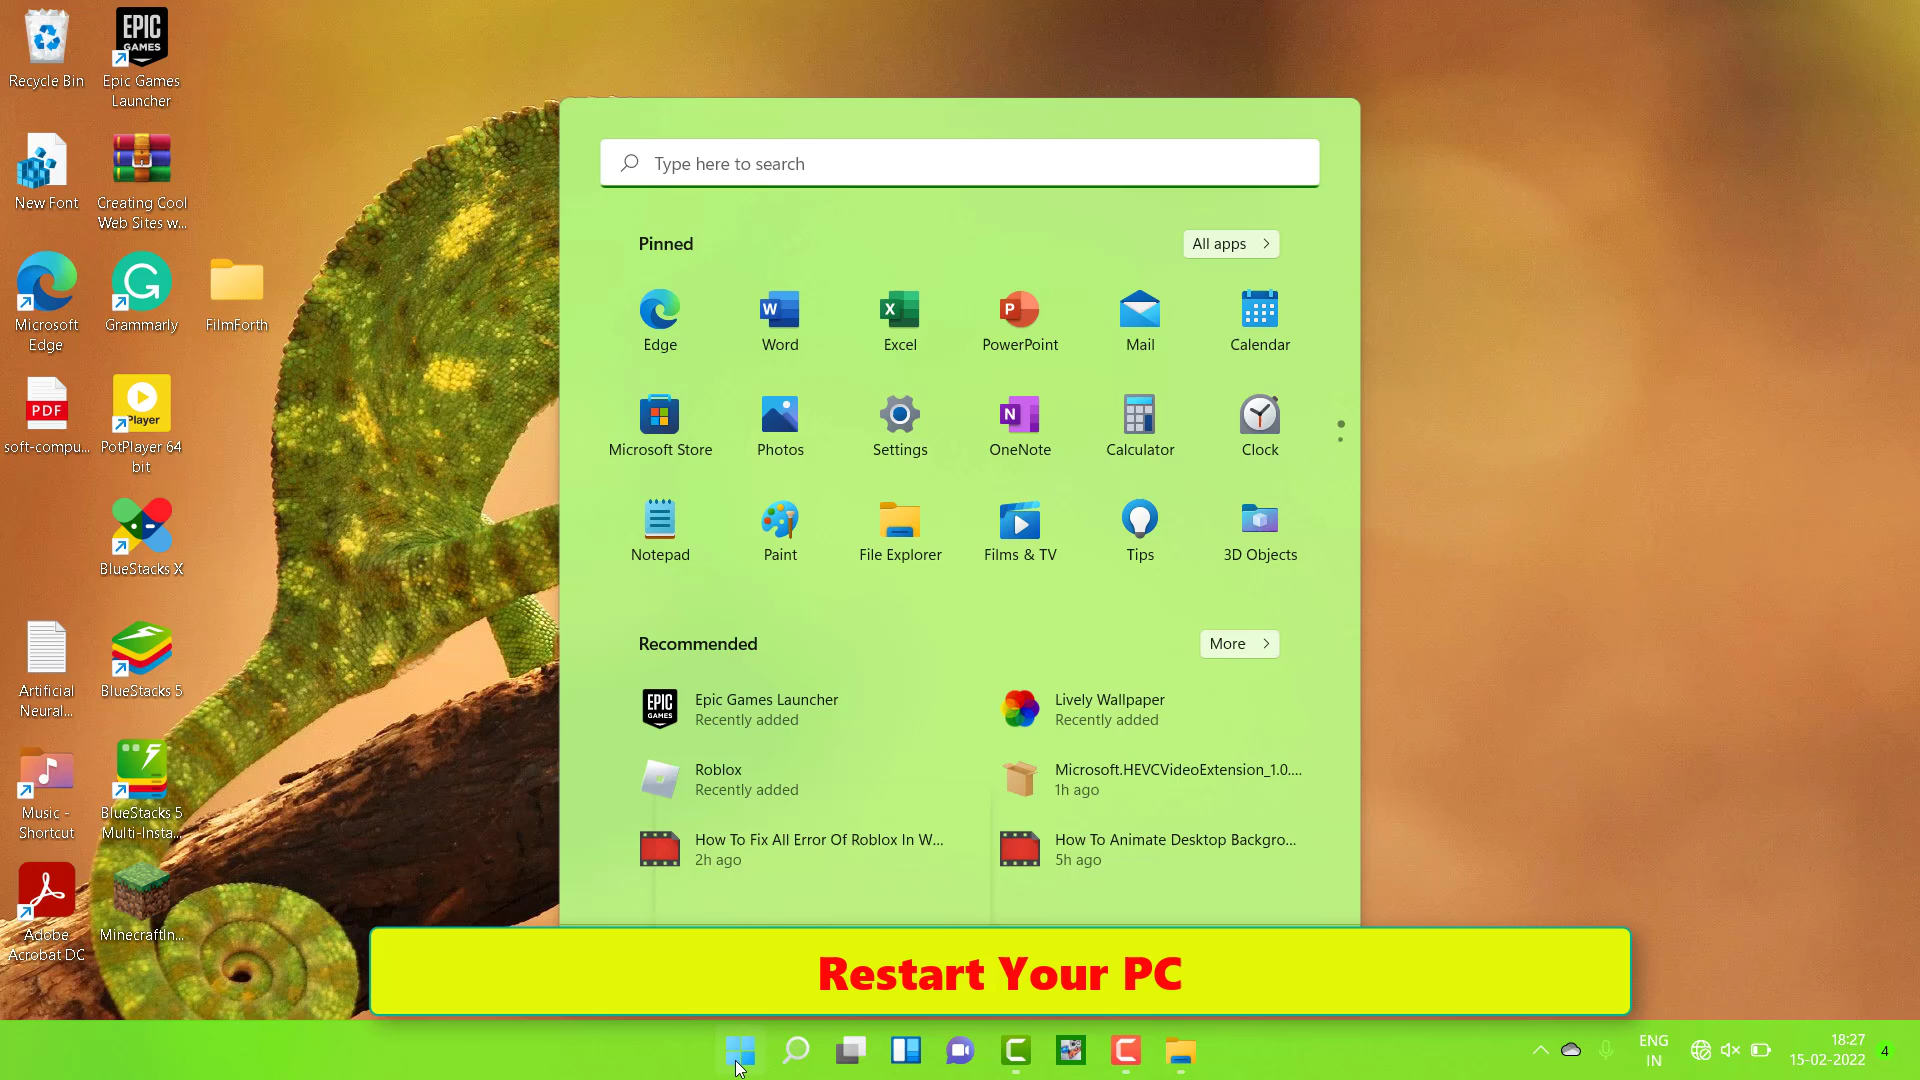 Recycle Bin
EPIC
GAMES
Epic Games
Launcher
New Font
Creating Cool
Web Sites w...
Microsoft
Edge
Grammarly
FilmForth
PDF
soft-compu...
Player
PotPlayer 64
bit
BlueStacks X
Artificial
Neural...
BlueStacks 5
Music -
Shortcut
BlueStacks 5
Multi-Insta...
Adobe
Acrobat DC
MinecraftIn...
Type here to search
Pinned
All apps
Edge
Word
Excel
PowerPoint
Mail
Calendar
Microsoft Store
Photos
Settings
OneNote
Calculator
Clock
Notepad
Paint
File Explorer
Films & TV
Tips
3D Objects
Recommended
More
EPIC
GAMES
Epic Games Launcher
Recently added
Lively Wallpaper
Recently added
Roblox
Recently added
Microsoft.HEVCVideoExtension_1.0....
1h ago
How To Fix All Error Of Roblox In W...
2h ago
How To Animate Desktop Backgro...
5h ago
Restart Your PC
ENG
IN
18:27
15-02-2022
4